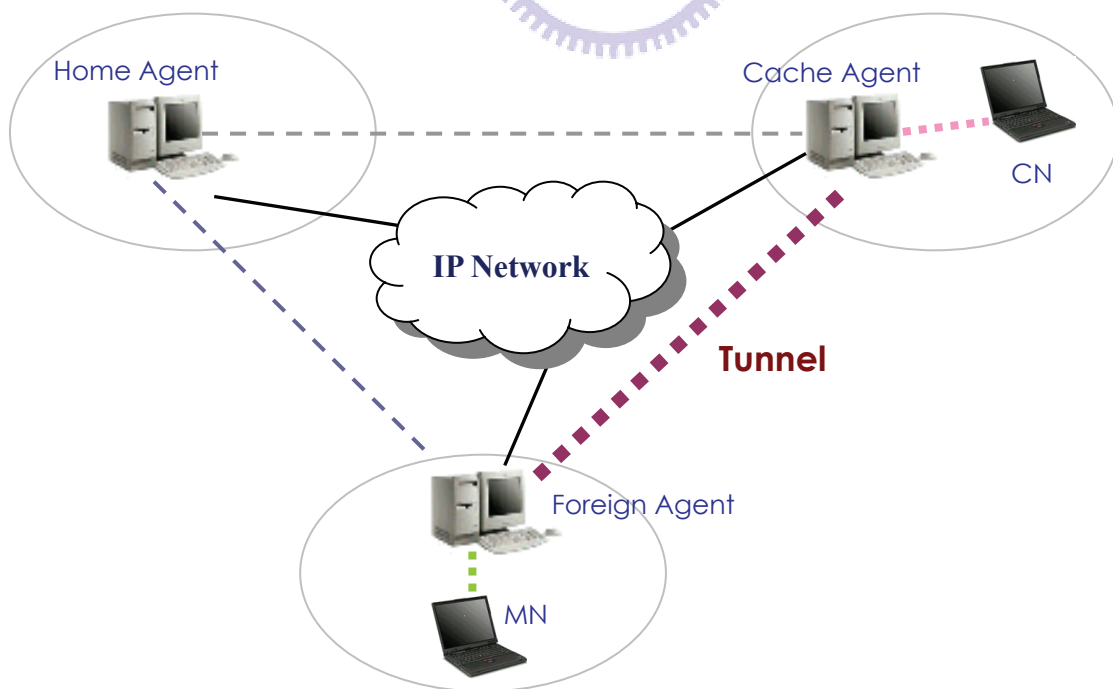 Home Agent
Cache Agent
CN
IP Network
Tunnel
Foreign Agent
MN